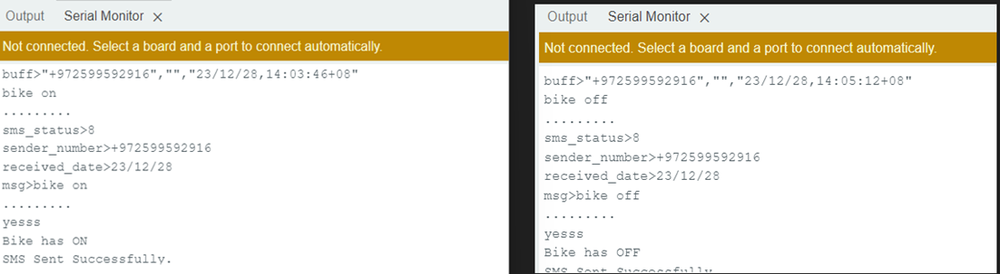 Output Serial Monitor ×
Not connected. Select a board and a port to connect automatically.
buff>"+972599592916","","23/12/28,14:03:46+08"
bike on
.........
sms_status>8
sender_number>+972599592916
received_date>23/12/28
msg>bike on
.........
yesss
Bike has ON
SMS Sent Successfully.
Output Serial Monitor ×
Not connected. Select a board and a port to connect automatically.
buff>"+972599592916","","23/12/28,14:05:12+08"
bike off
.........
sms_status>8
sender_number>+972599592916
received_date>23/12/28
msg>bike off
.........
yesss
Bike has OFF
SMS Sent Successfully